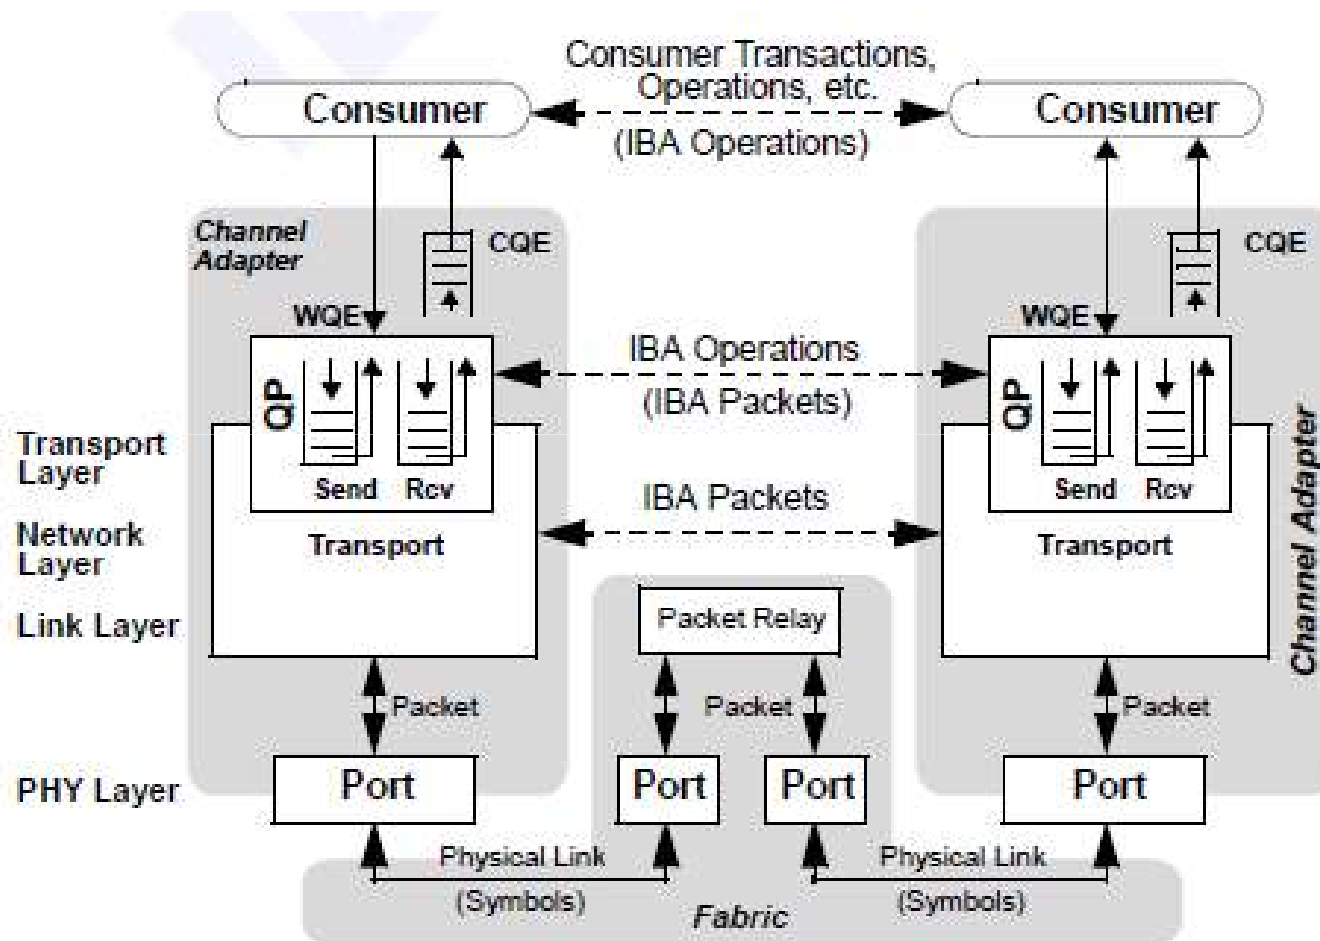 Consumer Transactions,
Operations, etc.
(IBA Operations)
Consumer
Consumer
Channel
Adapter
CQE
CQE
WQE
WQE
IBA Operations
(IBA Packets)
QP
QP
Send Rcv
Send Rcv
Transport
Layer
IBA Packets
Network
Layer
Transport
Transport
Channel Adapter
Link Layer
Packet Relay
Packet
Packet
Packet
PHY Layer
Port
Port
Port
Port
Physical Link
(Symbols)
Physical Link
(Symbols)
Fabric